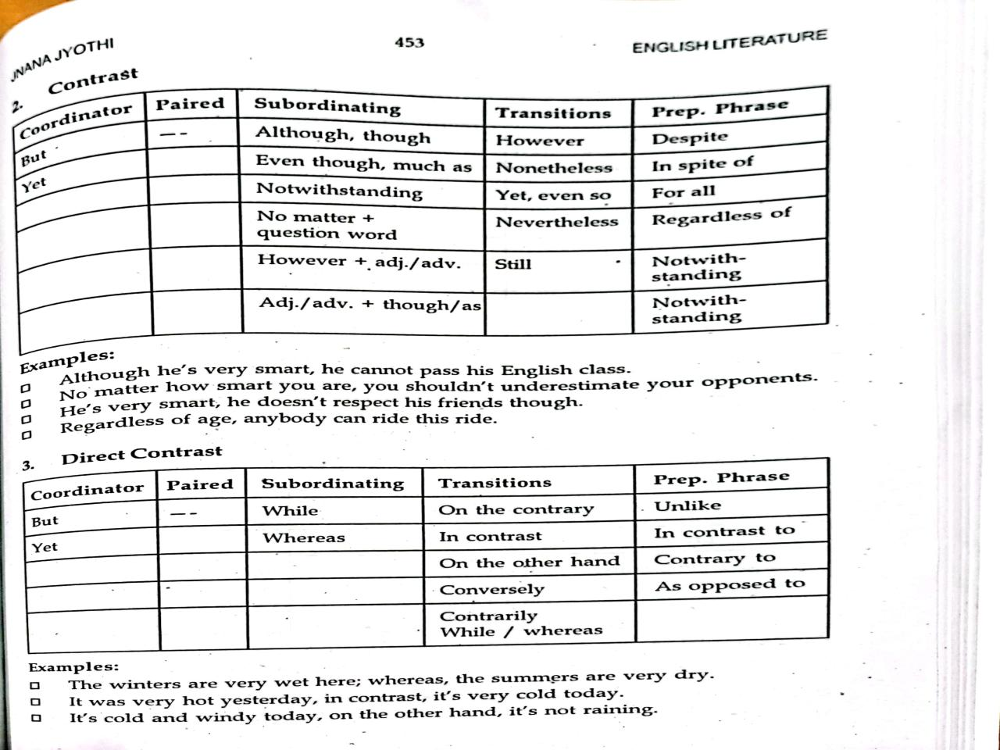 JNANA JYOTHI 453 ENGLISH LITERATURE
2. Contrast
Coordinator Paired Subordinating Transitions Prep. Phrase
But -- Although, though However Despite
Yet Even though, much as Nonetheless In spite of
Notwithstanding Yet, even so For all
No matter + question word Nevertheless Regardless of
However + adj./adv. Still Notwith-standing
Adj./adv. + though/as Notwith-standing
Examples:
□ Although he's very smart, he cannot pass his English class.
□ No matter how smart you are, you shouldn't underestimate your opponents.
□ He's very smart, he doesn't respect his friends though.
□ Regardless of age, anybody can ride this ride.
3. Direct Contrast
Coordinator Paired Subordinating Transitions Prep. Phrase
But -- While On the contrary Unlike
Yet Whereas In contrast In contrast to
On the other hand Contrary to
Conversely As opposed to
Contrarily
While / whereas
Examples:
□ The winters are very wet here; whereas, the summers are very dry.
□ It was very hot yesterday, in contrast, it's very cold today.
□ It's cold and windy today, on the other hand, it's not raining.